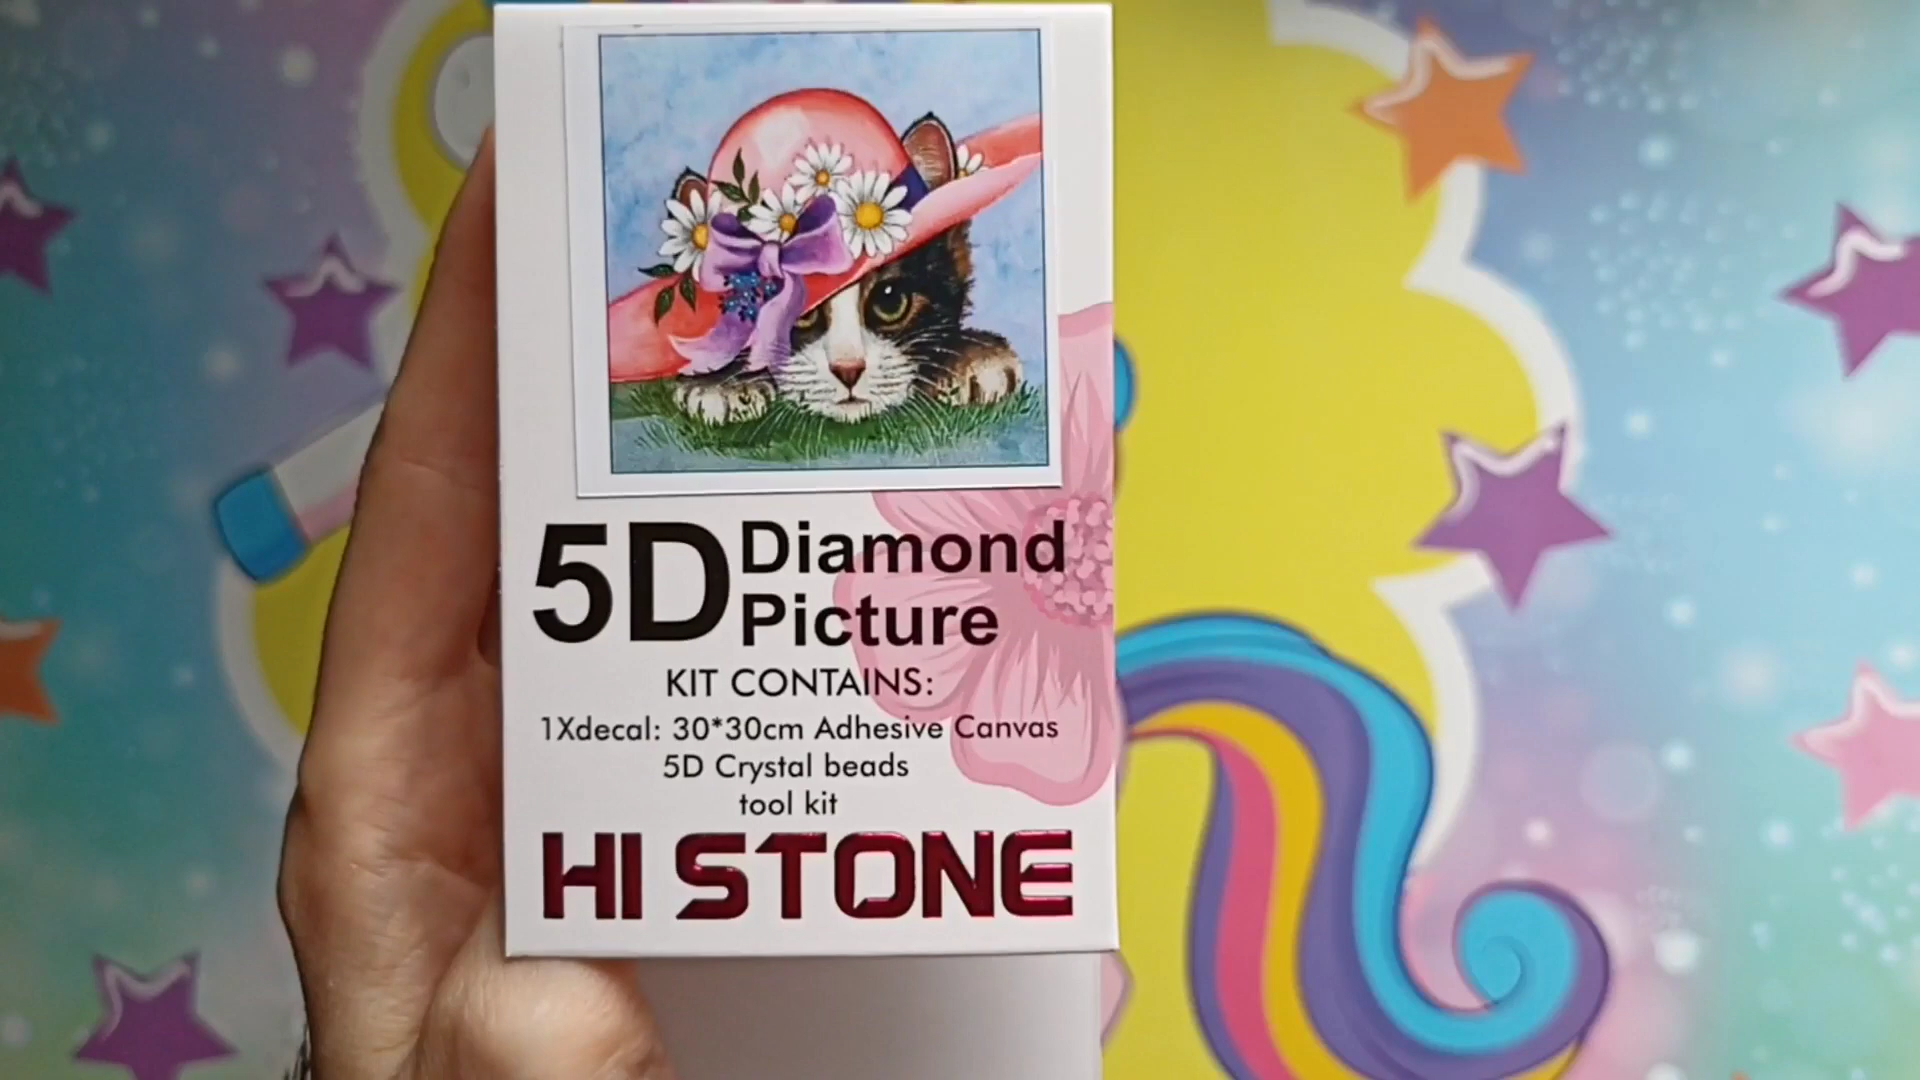 5D Diamond
Picture
KIT CONTAINS:
1Xdecal: 30*30cm Adhesive Canvas
5D Crystal beads
tool kit
HI STONE